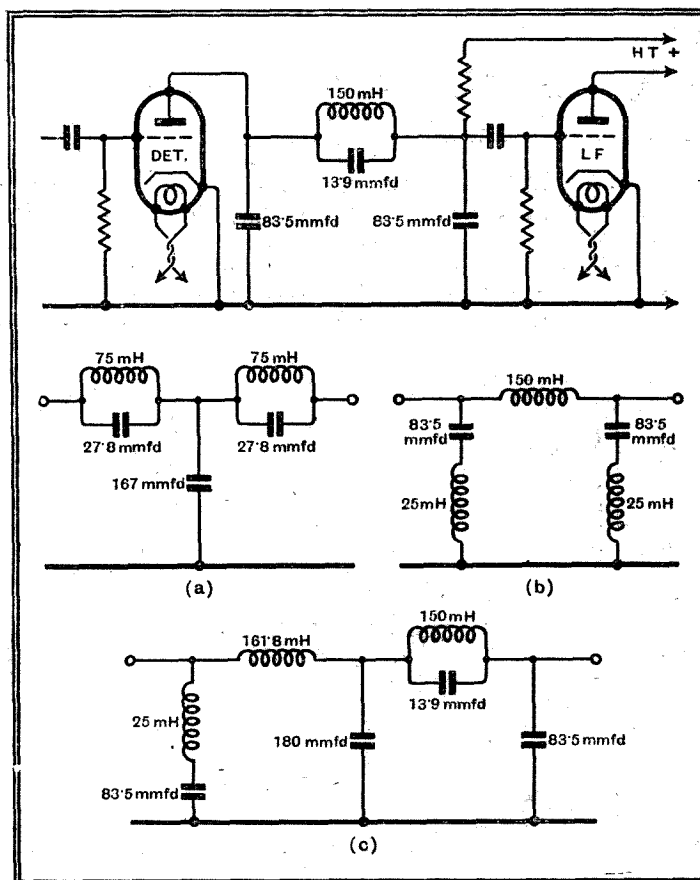 HT +
150 mH
DET.
LF
13·9 mmfd
83·5 mmfd
83·5 mmfd
75 mH
75 mH
150 mH
27·8 mmfd
27·8 mmfd
83·5
mmfd
83·5
mmfd
167 mmfd
25mH
25 mH
(a)
(b)
161·8 mH
150 mH
13·9 mmfd
25 mH
180 mmfd
83·5 mmfd
83·5 mmfd
(c)